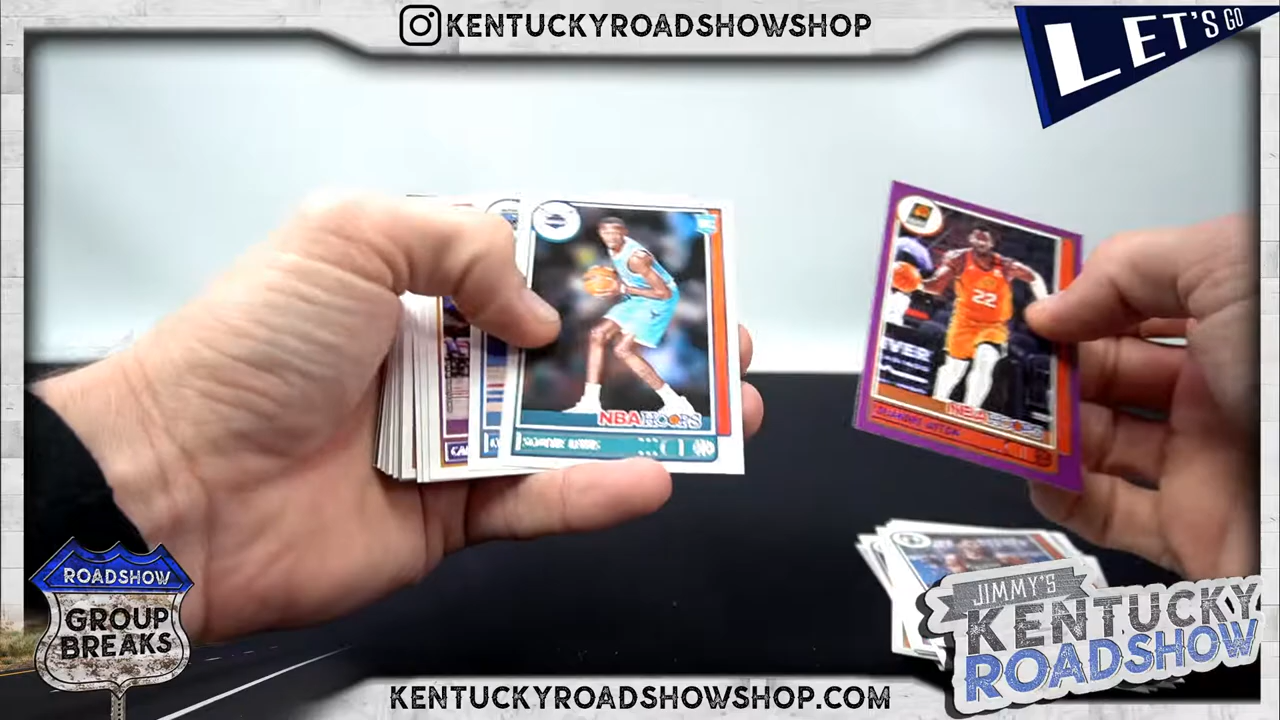 KENTUCKYROADSHOWSHOP
LET'S GO
22
NBA HOOPS
NBA HOOPS
ROADSHOW
GROUP
BREAKS
JIMMY'S
KENTUCKY
ROADSHOW
KENTUCKYROADSHOWSHOP.COM